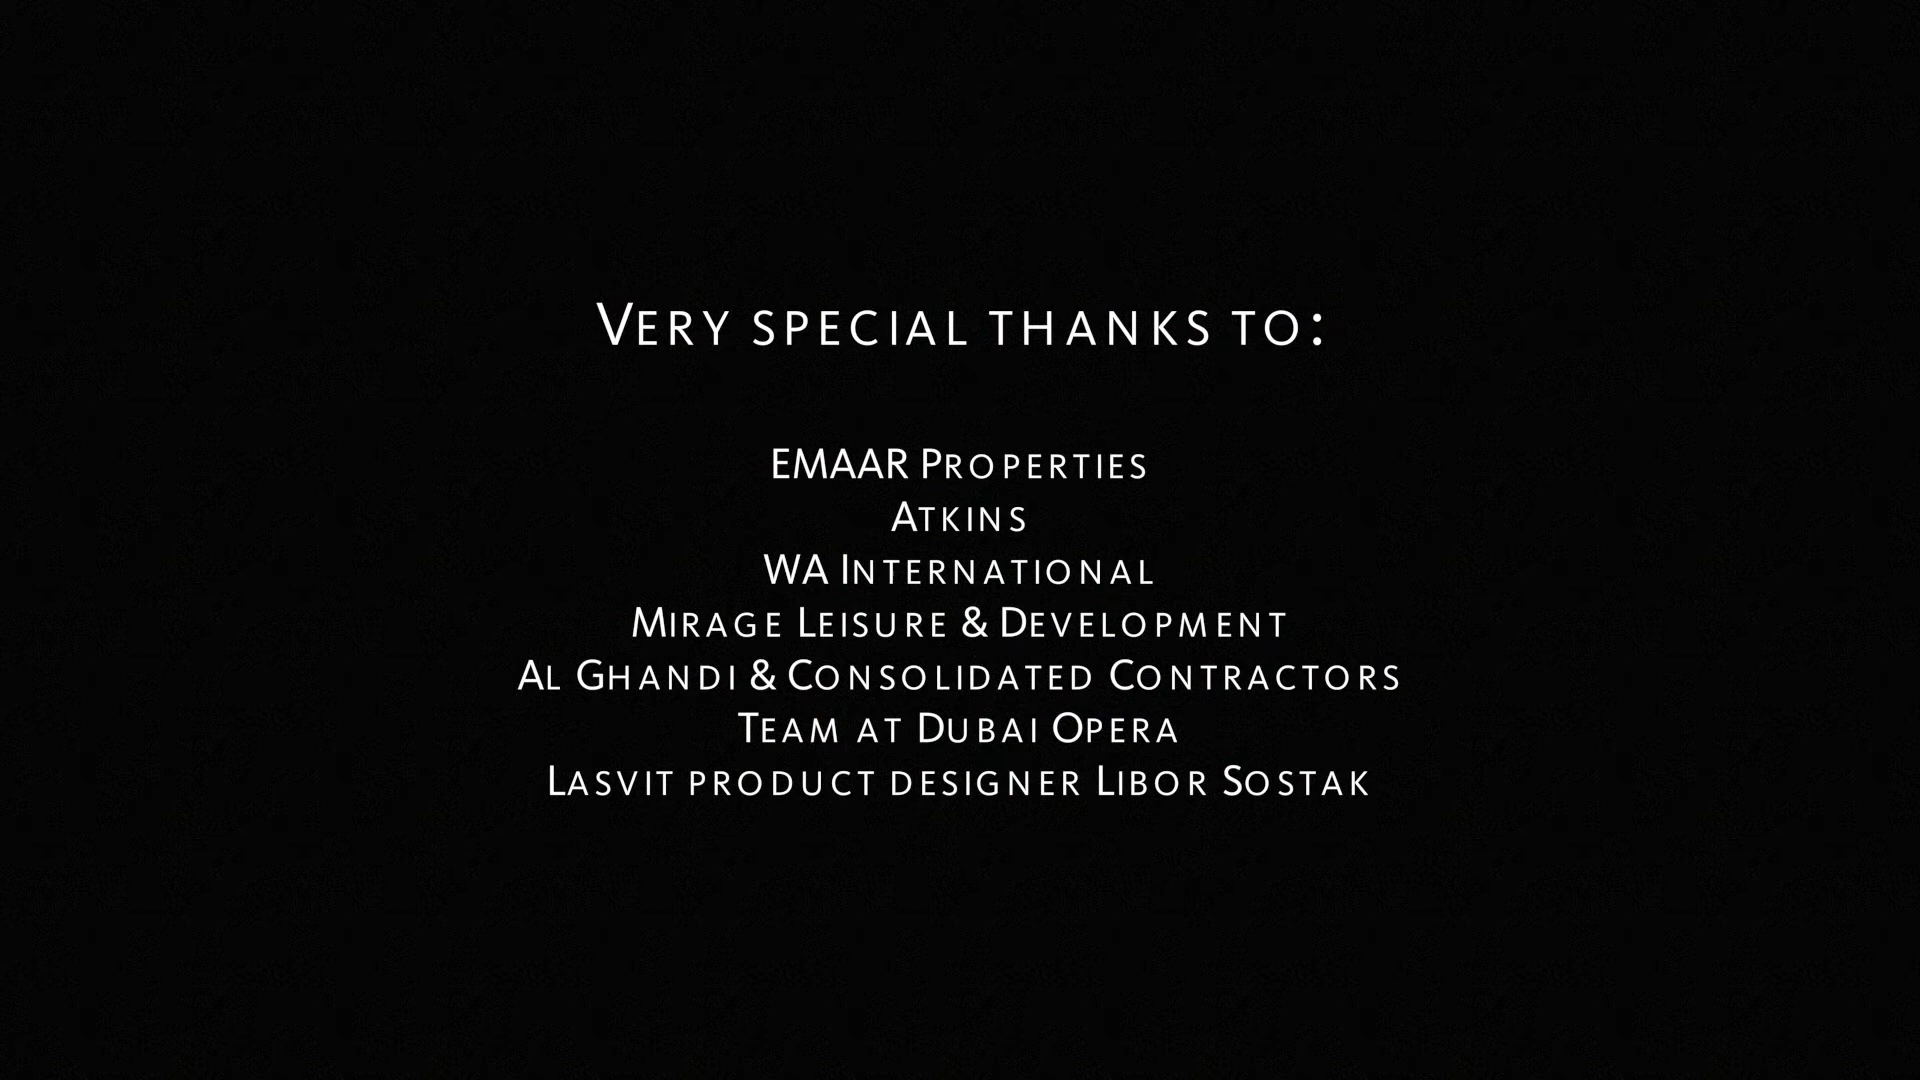 Very special thanks to:
EMAAR Properties
Atkins
WA International
Mirage Leisure & Development
Al Ghandi & Consolidated Contractors
Team at Dubai Opera
Lasvit product designer Libor Sostak